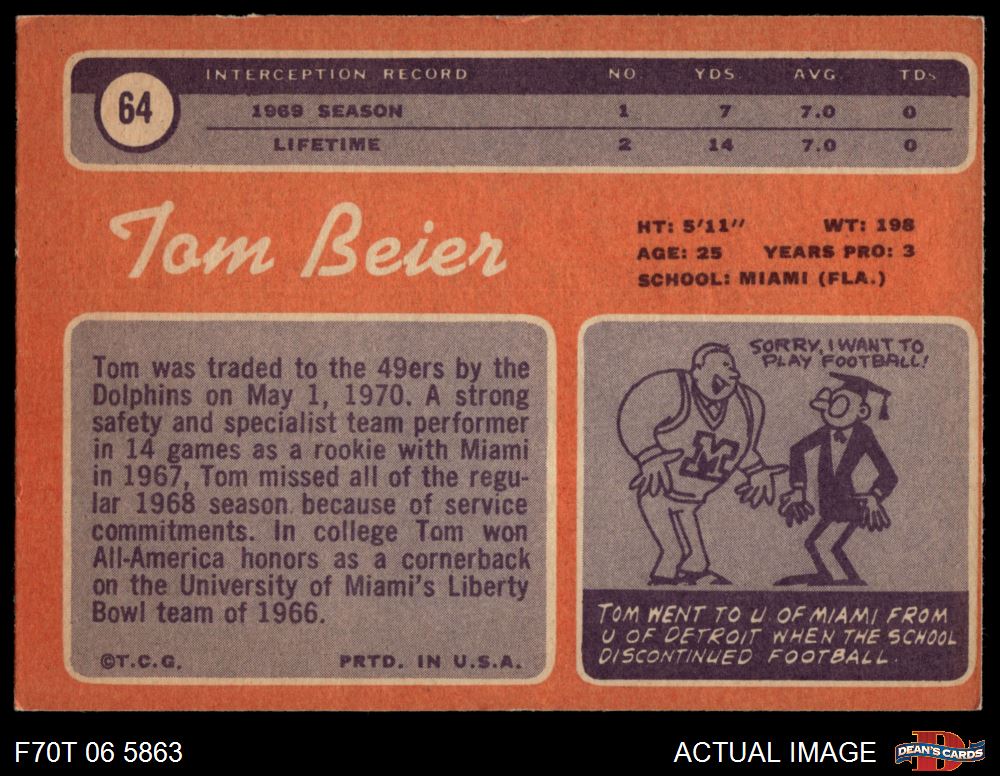 64
INTERCEPTION RECORD NO. YDS. AVG. TDs
1969 SEASON 1 7 7.0 0
LIFETIME 2 14 7.0 0
Tom Beier
HT: 5'11" WT: 198
AGE: 25 YEARS PRO: 3
SCHOOL: MIAMI (FLA.)
Tom was traded to the 49ers by the
Dolphins on May 1, 1970. A strong
safety and specialist team performer
in 14 games as a rookie with Miami
in 1967, Tom missed all of the regu-
lar 1968 season because of service
commitments. In college Tom won
All-America honors as a cornerback
on the University of Miami's Liberty
Bowl team of 1966.
©T.C.G. PRTD. IN U.S.A.
SORRY, I WANT TO
PLAY FOOTBALL!
M
TOM WENT TO U OF MIAMI FROM
U OF DETROIT WHEN THE SCHOOL
DISCONTINUED FOOTBALL.
F70T 06 5863 ACTUAL IMAGE DEAN'S CARDS